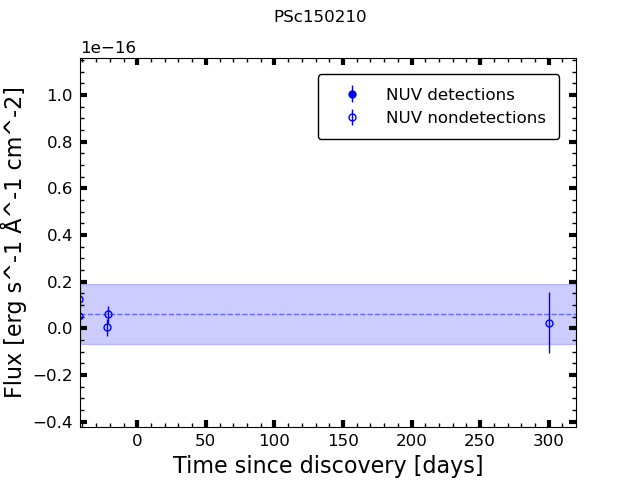 PSc150210
1e−16
NUV detections
NUV nondetections
1.0
0.8
0.6
0.4
0.2
0.0
−0.2
−0.4
Flux [erg s^-1 Å^-1 cm^-2]
0 50 100 150 200 250 300
Time since discovery [days]